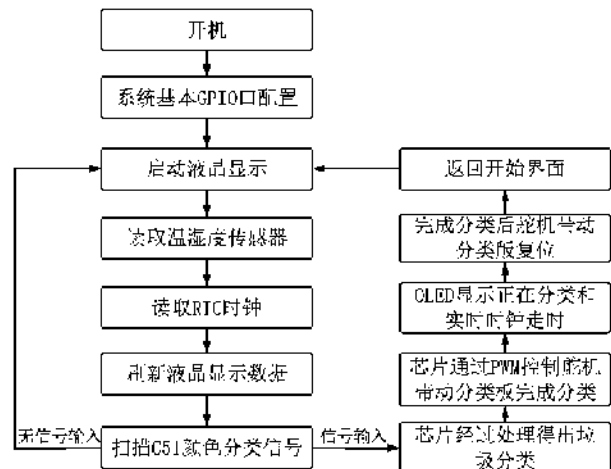 开机
系统基本GPIO口配置
启动液晶显示
读取温湿度传感器
读取RTC时钟
刷新液晶显示数据
无信号输入
扫描C51颜色分类信号
信号输入
芯片经过处理得出垃
圾分类
芯片通过PWM控制舵机
带动分类板完成分类
OLED显示正在分类和
实时时钟走时
完成分类后舵机带动
分类版复位
返回开始界面